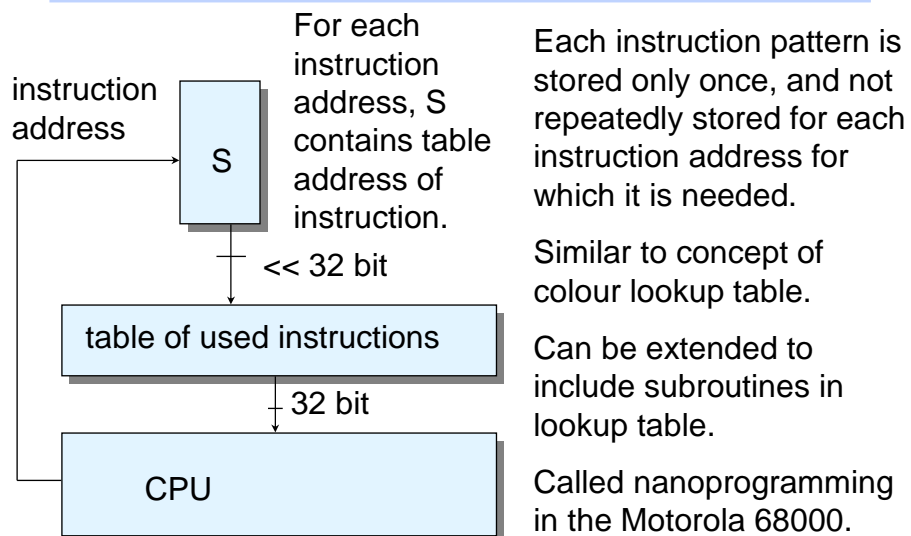 instruction
address
S
For each
instruction
address, S
contains table
address of
instruction.
<< 32 bit
table of used instructions
32 bit
CPU
Each instruction pattern is
stored only once, and not
repeatedly stored for each
instruction address for
which it is needed.
Similar to concept of
colour lookup table.
Can be extended to
include subroutines in
lookup table.
Called nanoprogramming
in the Motorola 68000.